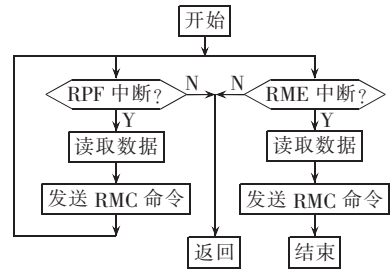 开始
RPF 中断?
N
N
RME 中断?
Y
Y
读取数据
读取数据
发送 RMC 命令
发送 RMC 命令
返回
结束